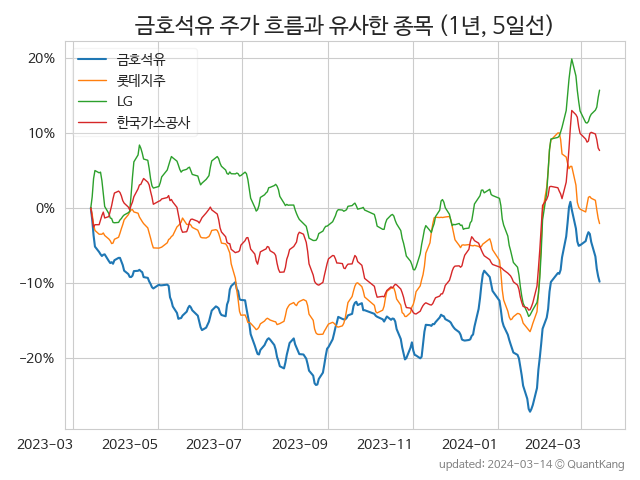 금호석유 주가 흐름과 유사한 종목 (1년, 5일선)
금호석유
롯데지주
LG
한국가스공사
20%
10%
0%
−10%
−20%
2023-03 2023-05 2023-07 2023-09 2023-11 2024-01 2024-03
updated: 2024-03-14 © QuantKang